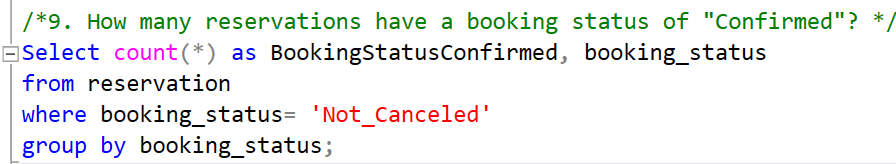 /*9. How many reservations have a booking status of "Confirmed"? */
Select count(*) as BookingStatusConfirmed, booking_status
from reservation
where booking_status= 'Not_Canceled'
group by booking_status;